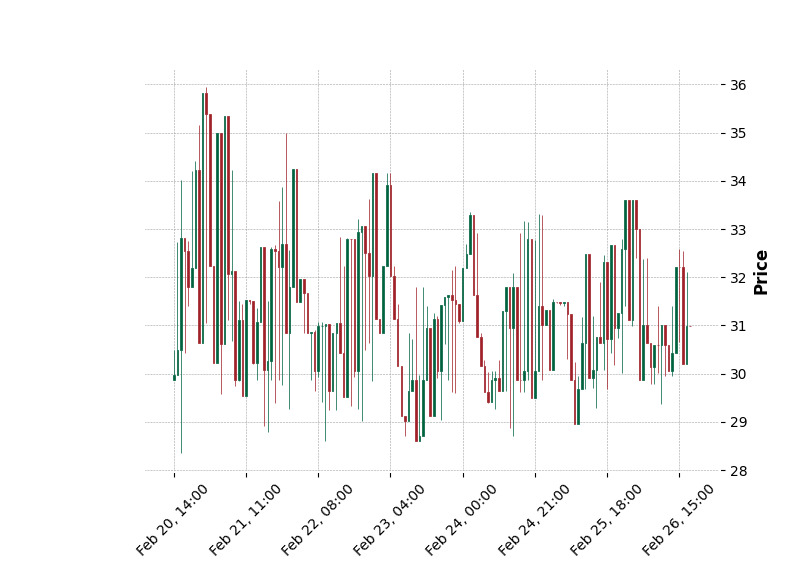 36
35
34
33
32
31
30
29
28
Price
Feb 20, 14:00
Feb 21, 11:00
Feb 22, 08:00
Feb 23, 04:00
Feb 24, 00:00
Feb 24, 21:00
Feb 25, 18:00
Feb 26, 15:00